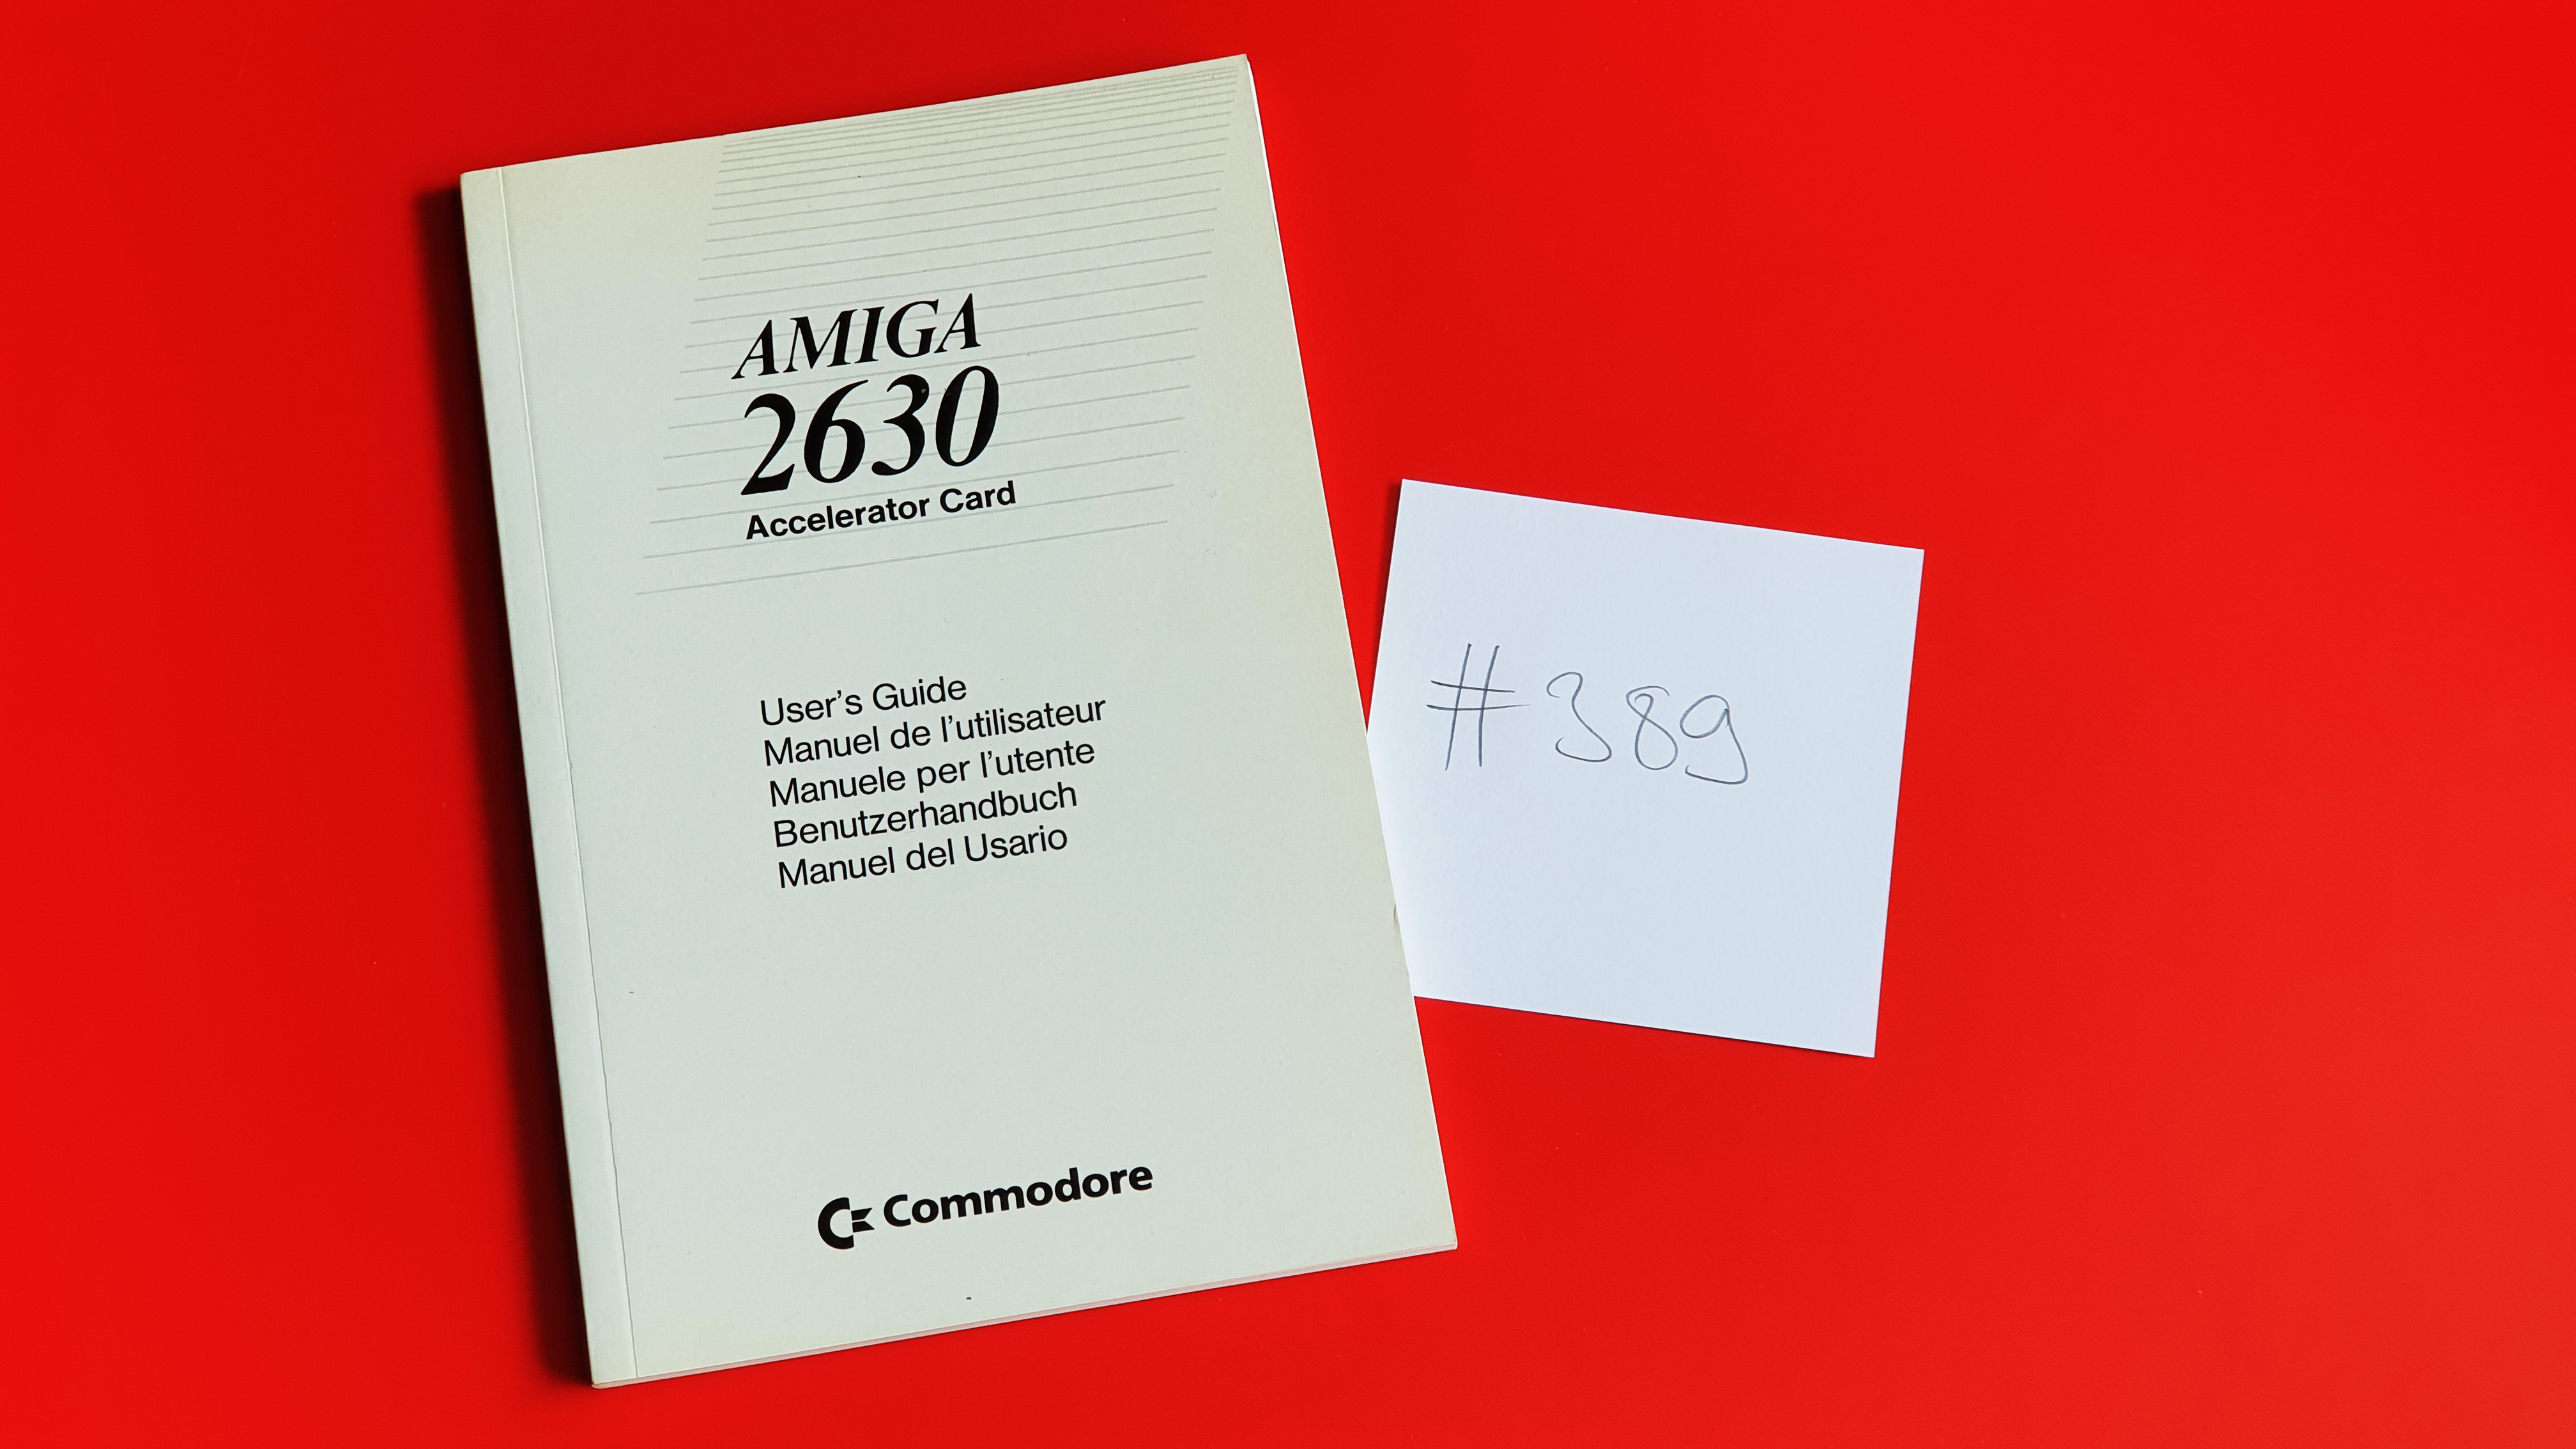 AMIGA
2630
Accelerator Card
User's Guide
Manuel de l'utilisateur
Manuele per l'utente
Benutzerhandbuch
Manuel del Usario
Commodore
#389